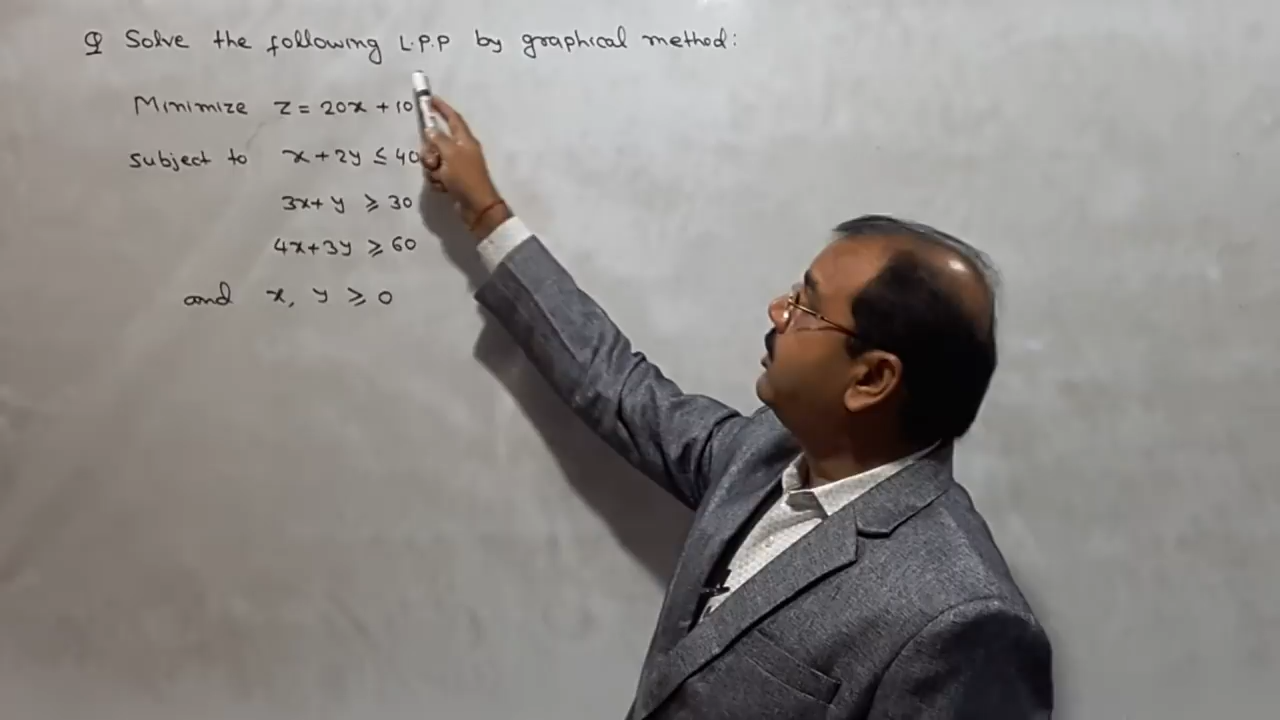 Q Solve the following L.P.P by graphical method:
Minimize Z = 20x + 10
Subject to x + 2y ≤ 40
3x + y ≥ 30
4x + 3y ≥ 60
and x, y ≥ 0